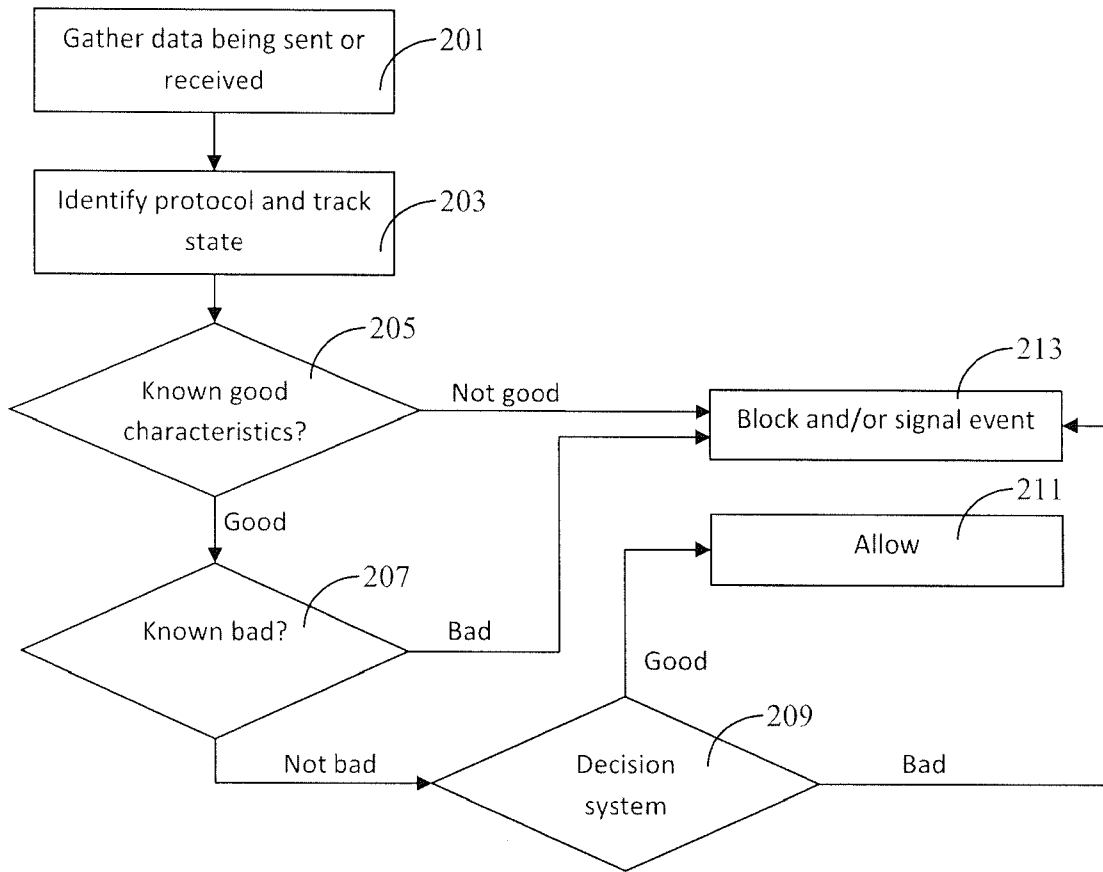 Gather data being sent or
received
201
Identify protocol and track
state
203
205
Known good
characteristics?
Not good
213
Block and/or signal event
Good
211
Allow
207
Known bad?
Bad
Good
209
Not bad
Decision
system
Bad